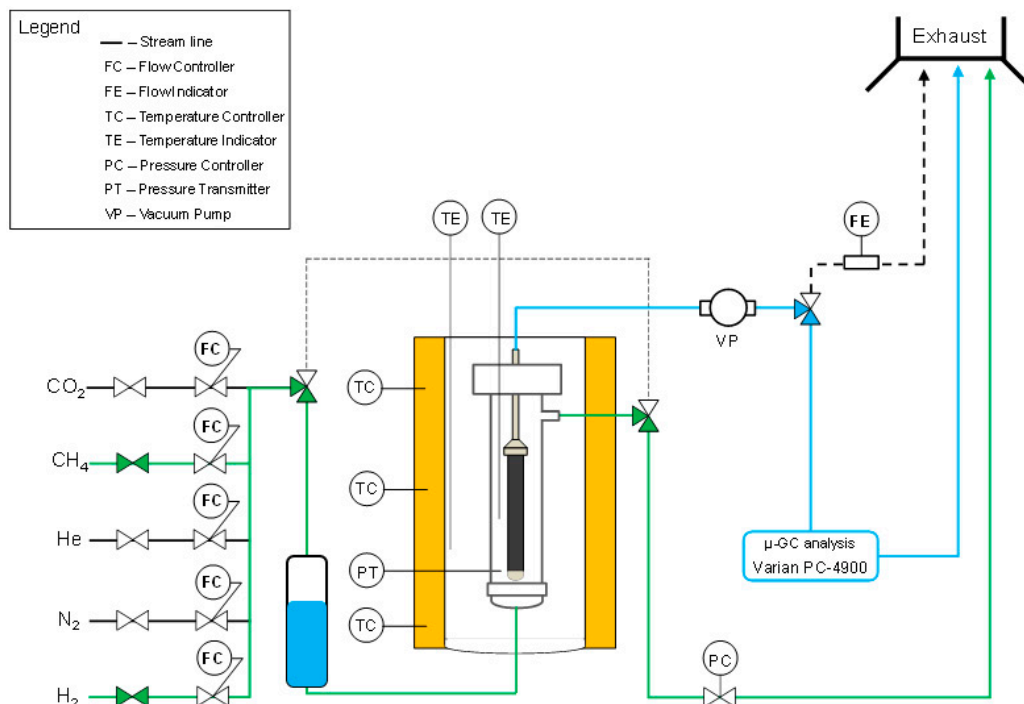 Legend
– Stream line
FC – Flow Controller
FE – Flow Indicator
TC – Temperature Controller
TE – Temperature Indicator
PC – Pressure Controller
PT – Pressure Transmitter
VP – Vacuum Pump
Exhaust
TE
TE
FE
VP
FC
CO₂
TC
FC
CH₄
FC
TC
He
μ-GC analysis
Varian PC-4900
FC
PT
N₂
TC
FC
PC
H₂